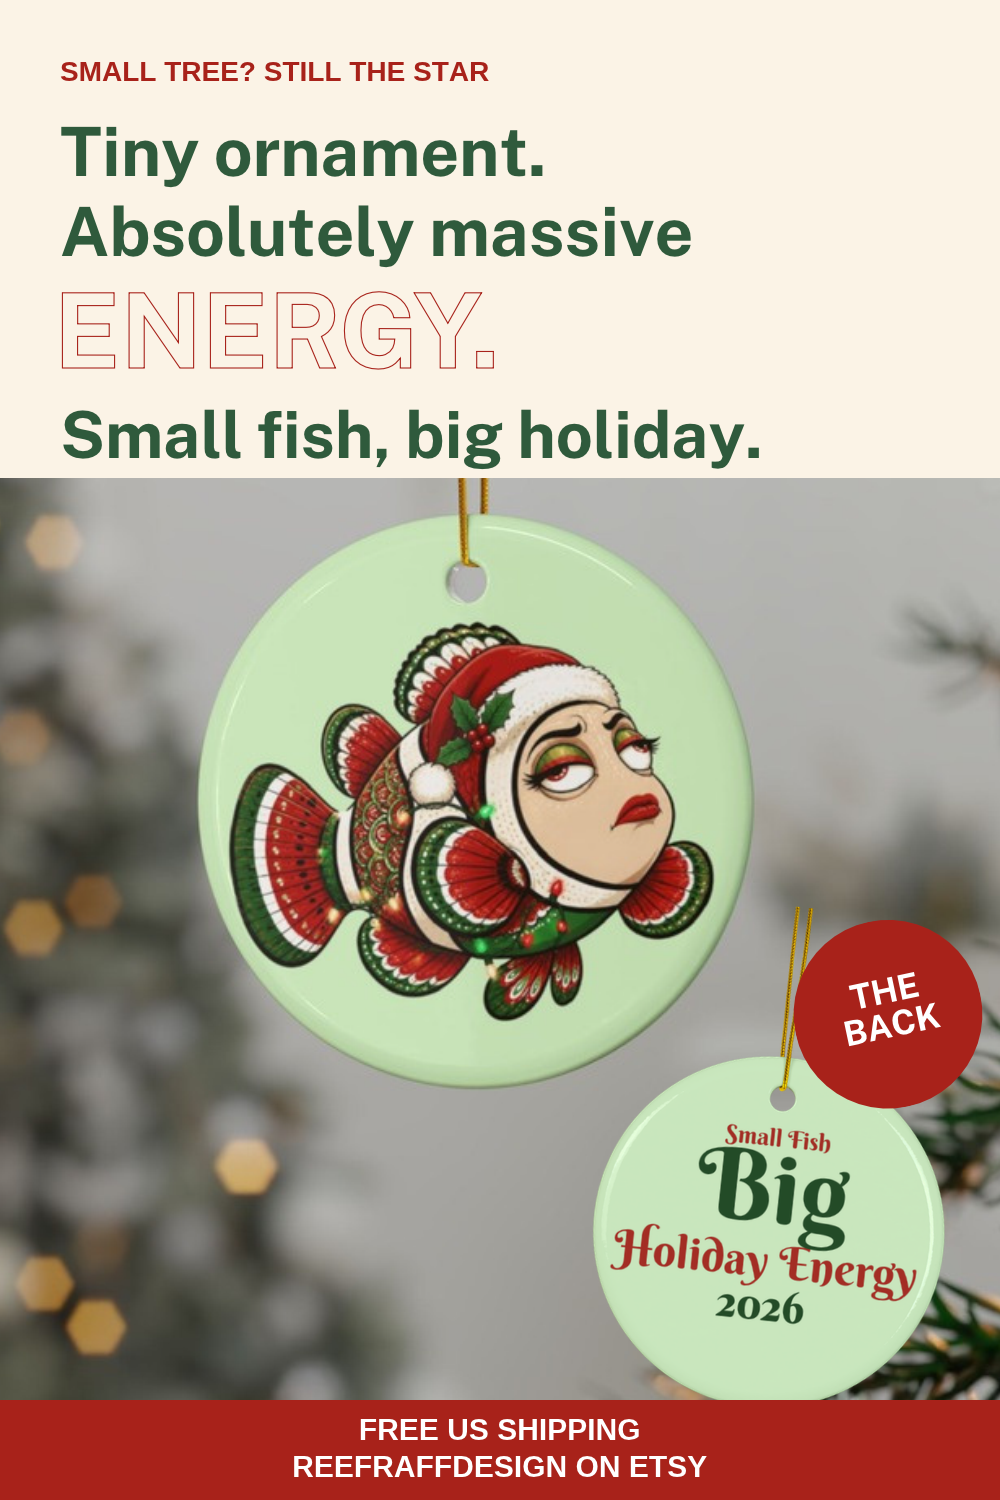 SMALL TREE? STILL THE STAR
Tiny ornament.
Absolutely massive
ENERGY.
Small fish, big holiday.
THE
BACK
Small Fish
Big
Holiday Energy
2026
FREE US SHIPPING
REEFRAFFDESIGN ON ETSY